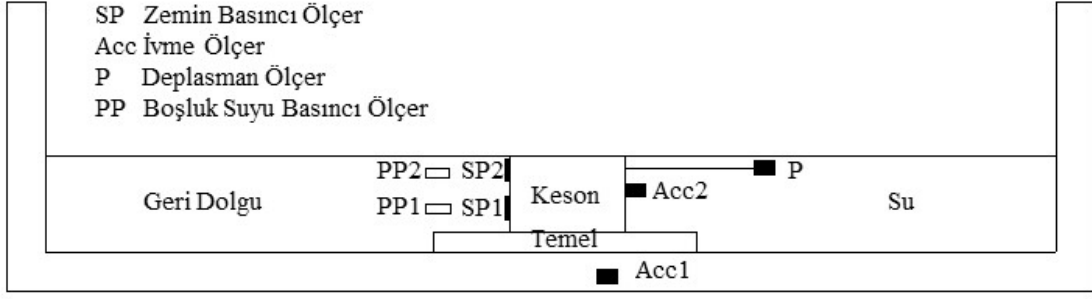 SP Zemin Basıncı Ölçer
Acc İvme Ölçer
P Deplasman Ölçer
PP Boşluk Suyu Basıncı Ölçer
PP2 SP2 P
Geri Dolgu PP1 SP1 Keson Acc2 Su
Temel
Acc1